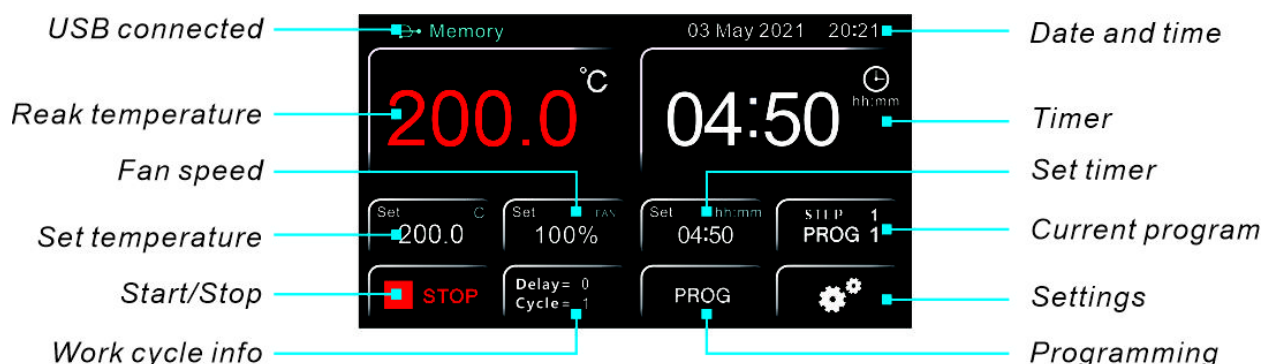 USB connected
Memory
03 May 2021 20:21
Date and time
Reak temperature
200.0 °C
04:50
hh:mm
Timer
Fan speed
Set timer
Set C
200.0
Set FAN
100%
Set hh:mm
04:50
STEP 1
PROG 1
Set temperature
Current program
Start/Stop
STOP
Delay= 0
Cycle= 1
PROG
Settings
Work cycle info
Programming